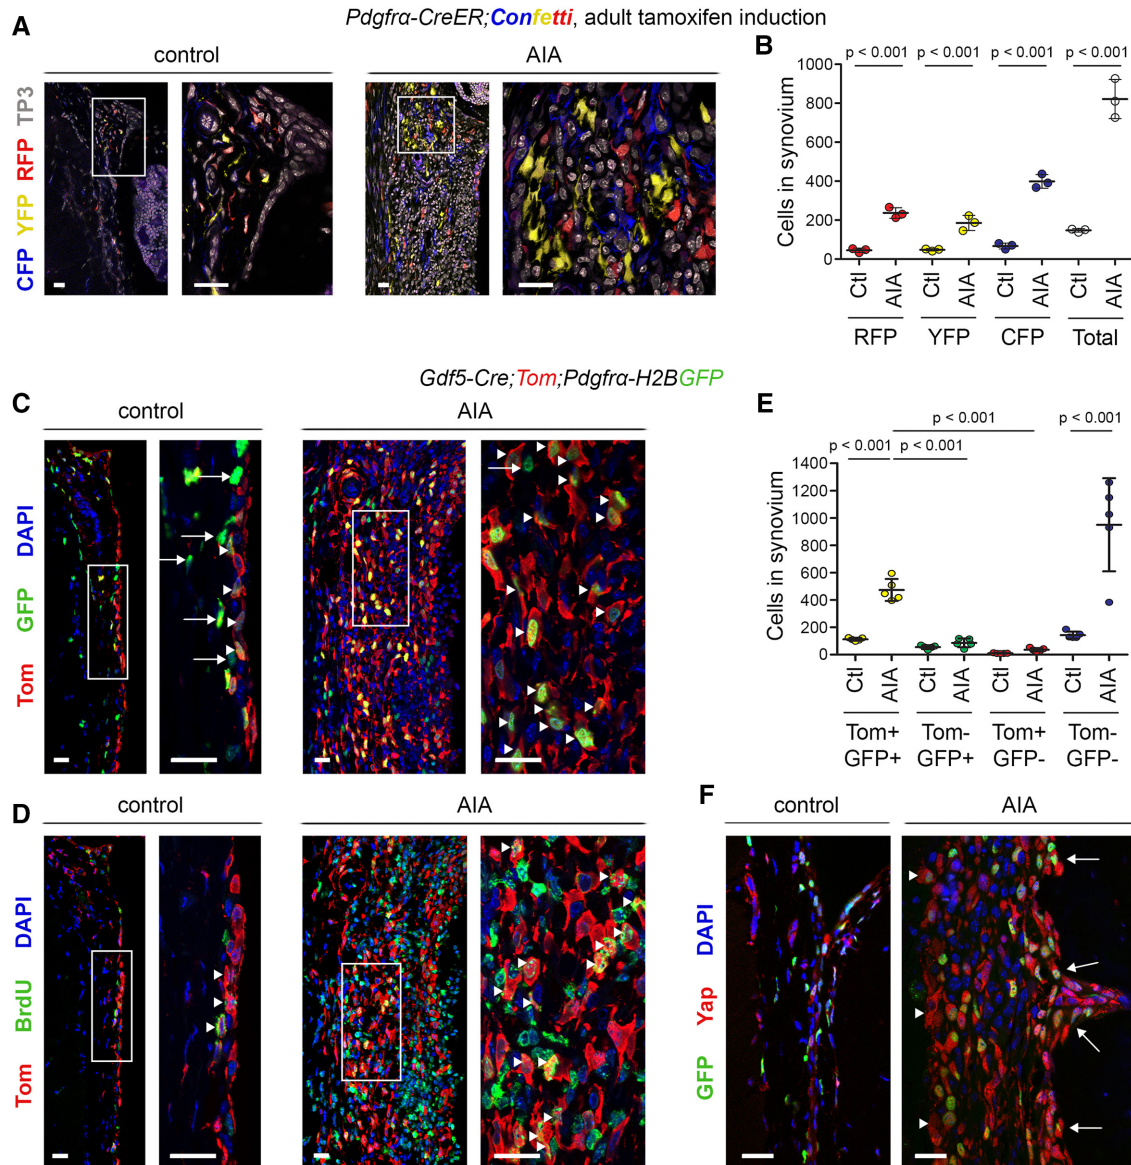 Pdgfrα-CreER;Confetti, adult tamoxifen induction
A
control
AIA
CFP YFP RFP TP3
B
p < 0.001 p < 0.001 p < 0.001 p < 0.001
Cells in synovium
1000
800
600
400
200
0
Ctl AIA Ctl AIA Ctl AIA Ctl AIA
RFP YFP CFP Total
Gdf5-Cre;Tom;Pdgfrα-H2BGFP
C
control
AIA
Tom GFP DAPI
E
p < 0.001
p < 0.001
p < 0.001 p < 0.001
Cells in synovium
1400
1200
1000
800
600
400
200
0
Ctl AIA Ctl AIA Ctl AIA Ctl AIA
Tom+ Tom- Tom+ Tom-
GFP+ GFP+ GFP- GFP-
D
control
AIA
Tom BrdU DAPI
F
control
AIA
GFP Yap DAPI